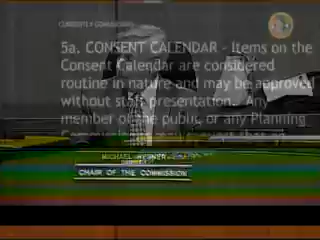 CURRENTLY CONSIDERING
5a. CONSENT CALENDAR - Items on the
Consent Calendar are considered
routine in nature and may be approved
without staff presentation. Any
member of the public or any Planning
MICHAEL
CHAIR OF THE COMMISSION